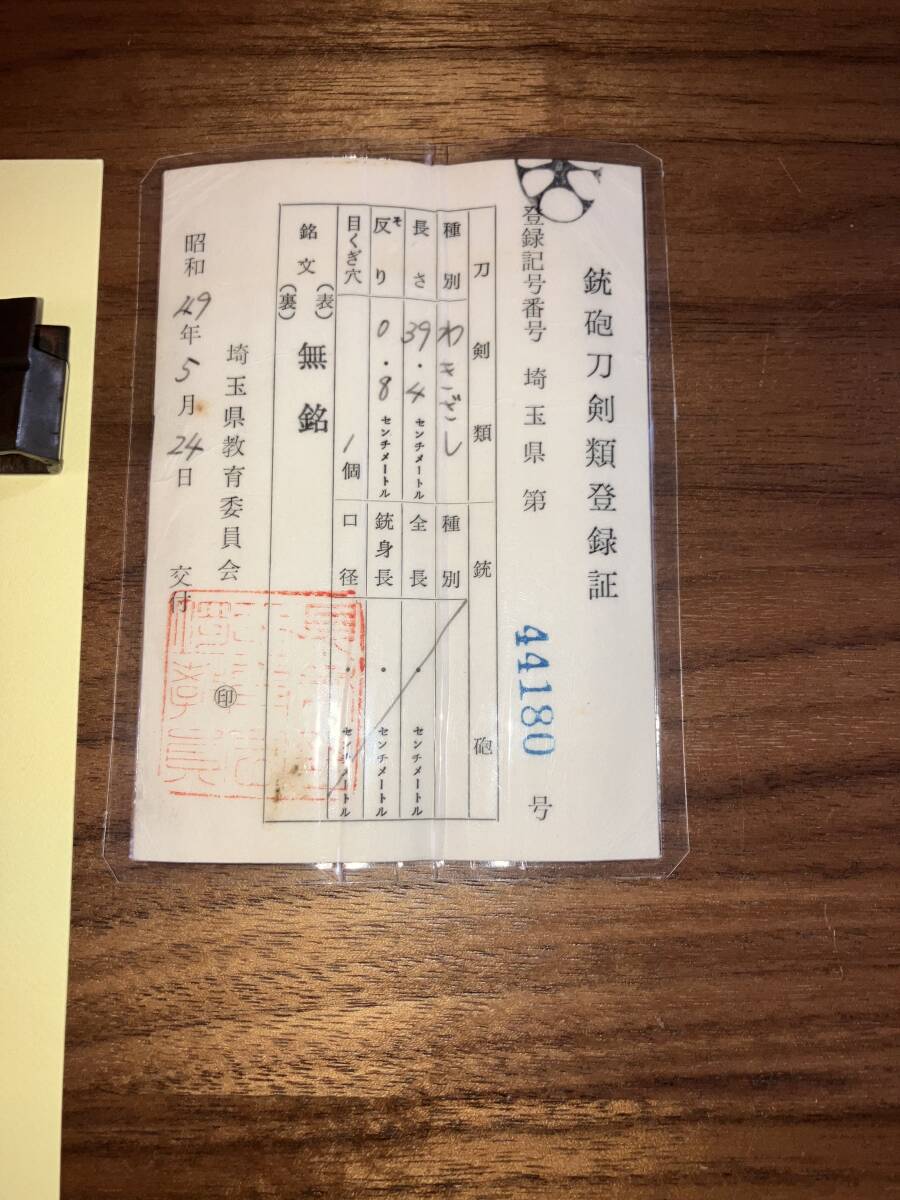 銃砲刀剣類登録証
登録記号番号 埼玉県 第 44180 号
刀剣類 銃砲
種別 わきざし 種別
長さ 39.4 センチメートル 全長 ・ センチメートル
反り そ 0.8 センチメートル 銃身長 ・ センチメートル
目くぎ穴 1個 口径 ・ センチメートル
銘文 (表) 無銘
(裏)
埼玉県教育委員会 印
昭和49年5月24日 交付